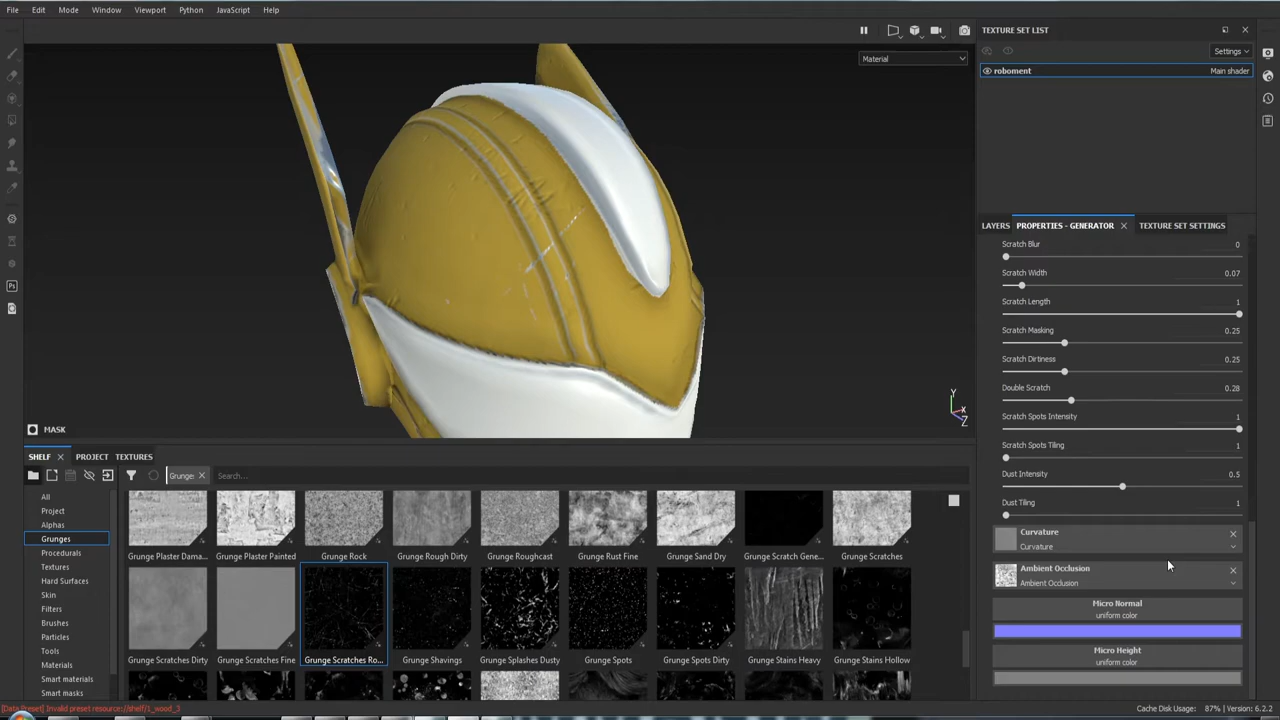 File Edit Mode Window Viewport Python JavaScript Help
TEXTURE SET LIST
Settings
Material
roboment Main shader
LAYERS PROPERTIES - GENERATOR TEXTURE SET SETTINGS
Scratch Blur 0
Scratch Width 0.07
Scratch Length 1
Scratch Masking 0.25
Scratch Dirtiness 0.25
Double Scratch 0.28
Scratch Spots Intensity 1
Scratch Spots Tiling 1
Dust Intensity 0.5
Dust Tiling 1
Curvature
Curvature
Ambient Occlusion
Ambient Occlusion
Micro Normal
uniform color
Micro Height
uniform color
Y
X
Z
MASK
SHELF PROJECT TEXTURES
Grunge: Search...
All
Project
Alphas
Grunges
Procedurals
Textures
Hard Surfaces
Skin
Filters
Brushes
Particles
Tools
Materials
Smart materials
Smart masks
Grunge Plaster Dama... Grunge Plaster Painted Grunge Rock Grunge Rough Dirty Grunge Roughcast Grunge Rust Fine Grunge Sand Dry Grunge Scratch Gene... Grunge Scratches
Grunge Scratches Dirty Grunge Scratches Fine Grunge Scratches Ro... Grunge Shavings Grunge Splashes Dusty Grunge Spots Grunge Spots Dirty Grunge Stains Heavy Grunge Stains Hollow
Ps
[Data Preset] Invalid preset resource://shelf/1_wood_3
Cache Disk Usage: 87% | Version: 6.2.2